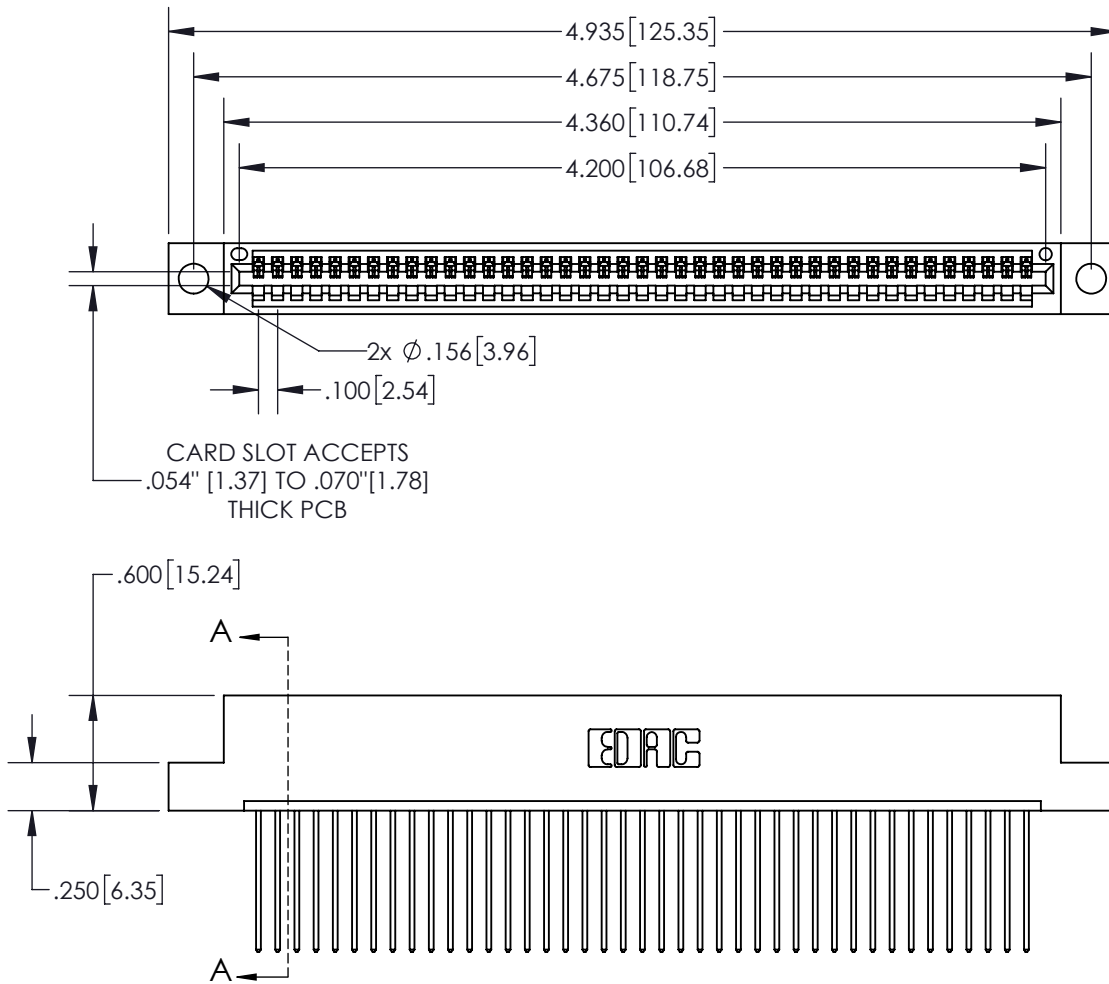 4.935[125.35]
4.675[118.75]
4.360[110.74]
4.200[106.68]
2x Ø .156[3.96]
.100[2.54]
CARD SLOT ACCEPTS
.054" [1.37] TO .070"[1.78]
THICK PCB
.600[15.24]
A
EDAC
.250[6.35]
A